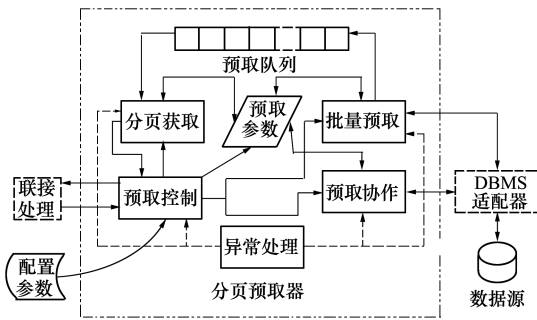 预取队列
分页获取
预取
参数
批量预取
联接
处理
预取控制
预取协作
DBMS
适配器
配置
参数
异常处理
分页预取器
数据源